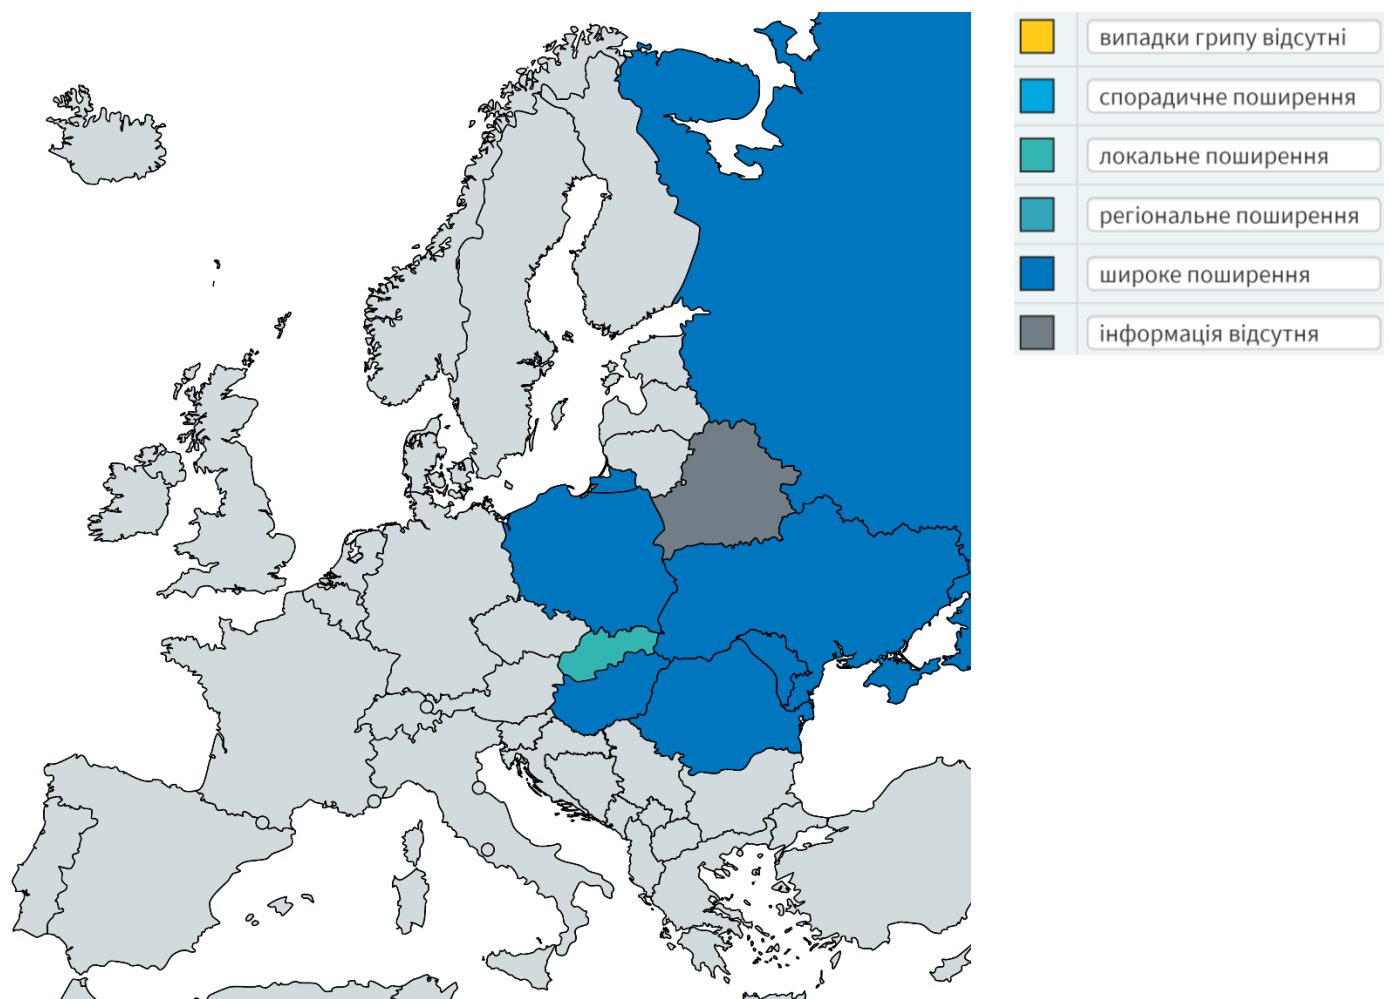 випадки грипу відсутні
спорадичне поширення
локальне поширення
регіональне поширення
широке поширення
інформація відсутня